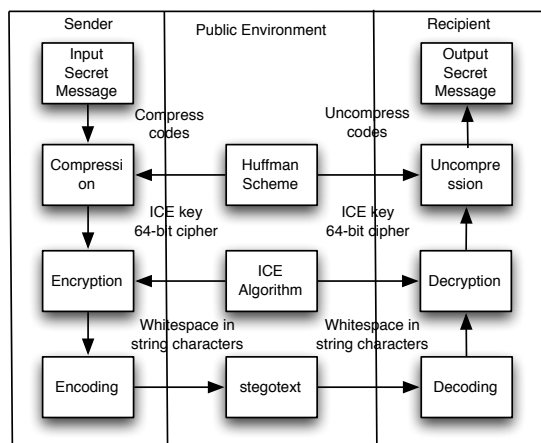 Sender
Public Environment
Recipient
Input
Secret
Message
Output
Secret
Message
Compress
codes
Uncompress
codes
Compressi
on
Huffman
Scheme
Uncompre
ssion
ICE key
64-bit cipher
ICE key
64-bit cipher
Encryption
ICE
Algorithm
Decryption
Whitespace in
string characters
Whitespace in
string characters
Encoding
stegotext
Decoding